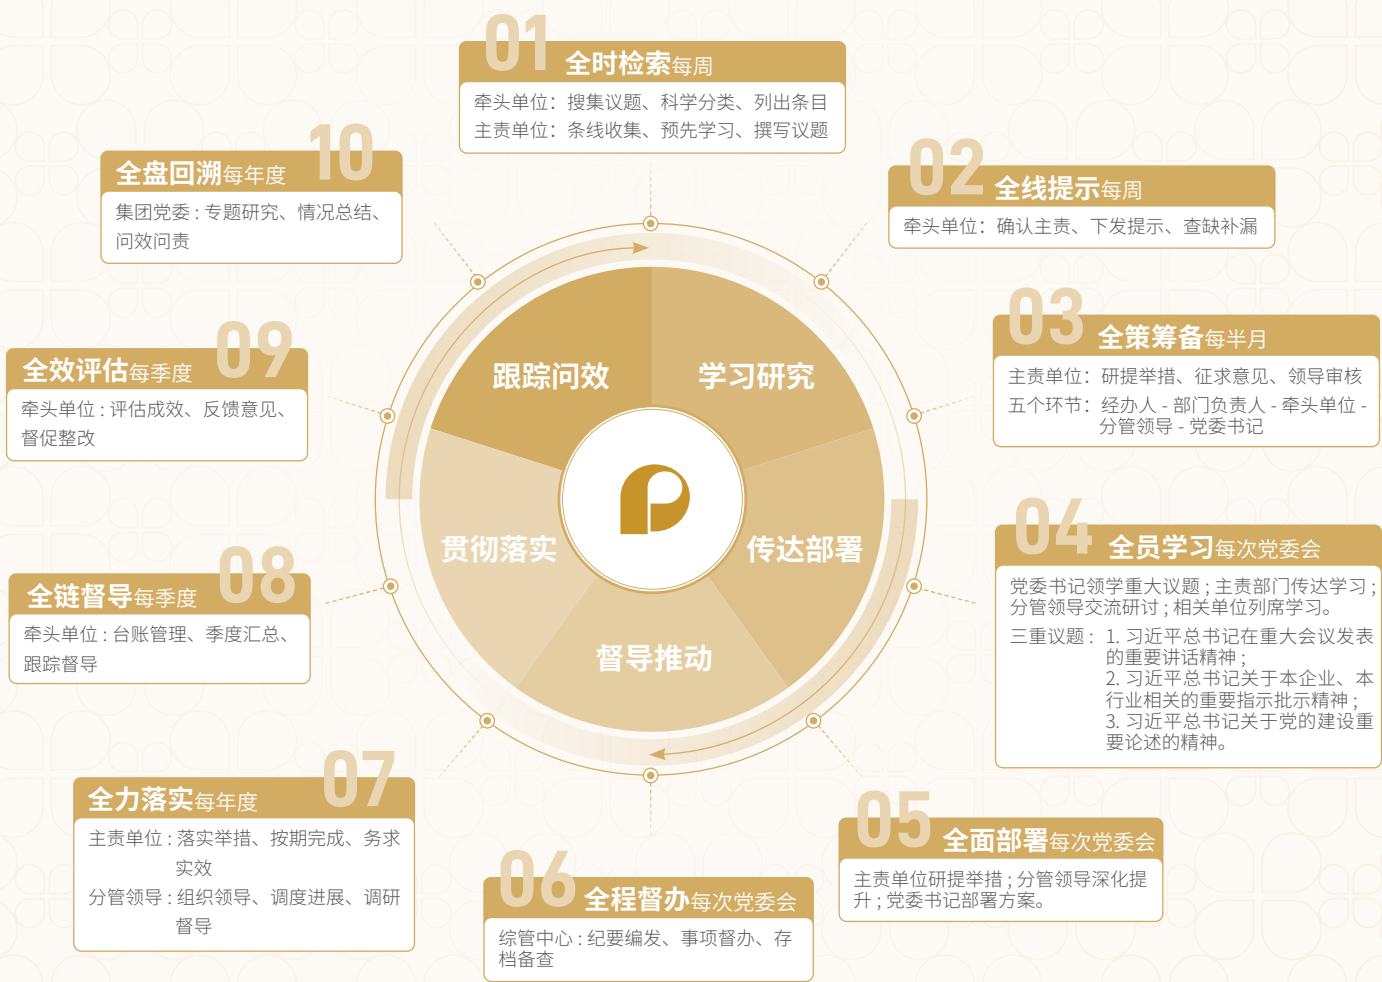 01
全时检索每周
牵头单位：搜集议题、科学分类、列出条目
主责单位：条线收集、预先学习、撰写议题
02
全线提示每周
牵头单位：确认主责、下发提示、查缺补漏
03
全策筹备每半月
主责单位：研提举措、征求意见、领导审核
五个环节：经办人 - 部门负责人 - 牵头单位 -
分管领导 - 党委书记
04
全员学习每次党委会
党委书记领学重大议题 ; 主责部门传达学习 ;
分管领导交流研讨 ; 相关单位列席学习。
三重议题 : 1. 习近平总书记在重大会议发表
的重要讲话精神 ;
2. 习近平总书记关于本企业、本
行业相关的重要指示批示精神 ;
3. 习近平总书记关于党的建设重
要论述的精神。
05
全面部署每次党委会
主责单位研提举措 ; 分管领导深化提
升 ; 党委书记部署方案。
06
全程督办每次党委会
综管中心 : 纪要编发、事项督办、存
档备查
07
全力落实每年度
主责单位 : 落实举措、按期完成、务求
实效
分管领导 : 组织领导、调度进展、调研
督导
08
全链督导每季度
牵头单位 : 台账管理、季度汇总、
跟踪督导
09
全效评估每季度
牵头单位 : 评估成效、反馈意见、
督促整改
10
全盘回溯每年度
集团党委 : 专题研究、情况总结、
问效问责
学习研究
传达部署
督导推动
贯彻落实
跟踪问效